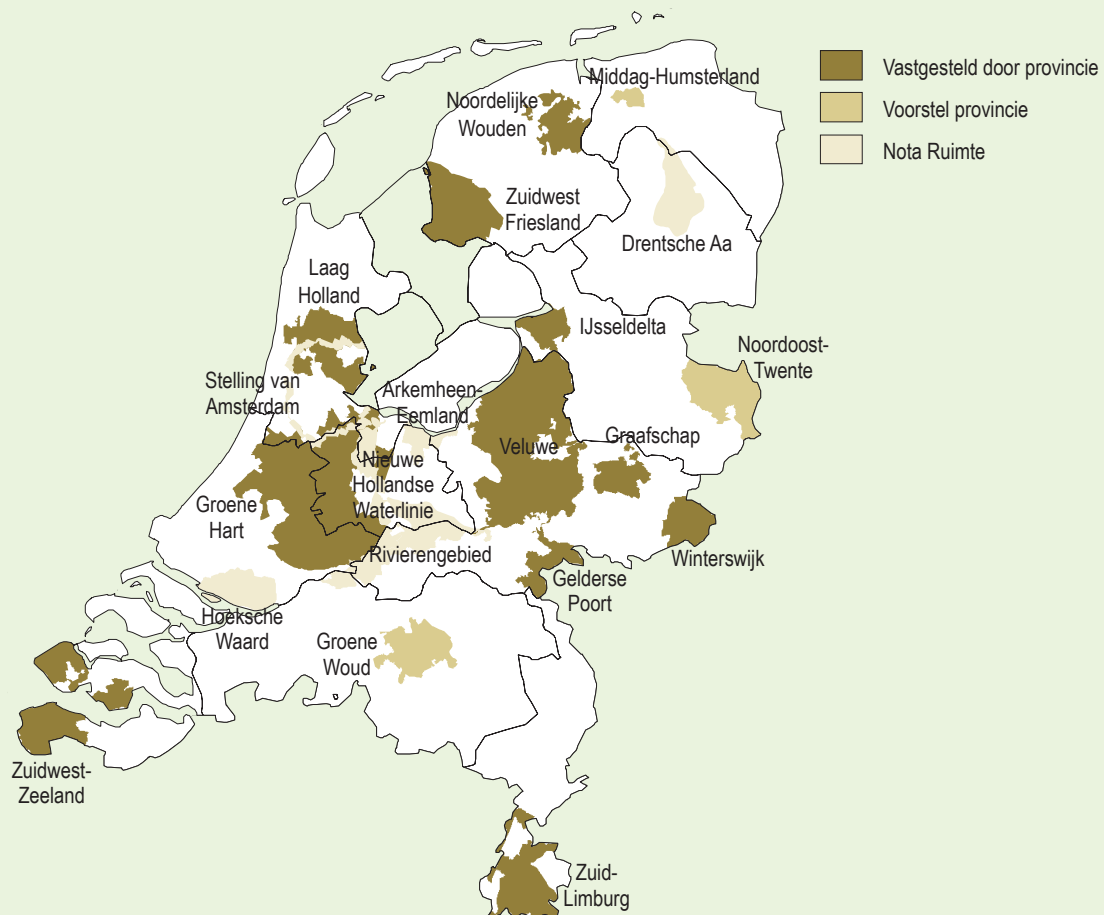 Vastgesteld door provincie
Voorstel provincie
Nota Ruimte
Middag-Humsterland
Noordelijke
Wouden
Zuidwest
Friesland
Drentsche Aa
Laag
Holland
IJsseldelta
Noordoost-
Twente
Stelling van
Amsterdam
Arkemheen-
Eemland
Veluwe
Graafschap
Nieuwe
Hollandse
Waterlinie
Groene
Hart
Rivierengebied
Winterswijk
Gelderse
Poort
Hoeksche
Waard
Groene
Woud
Zuidwest-
Zeeland
Zuid-
Limburg